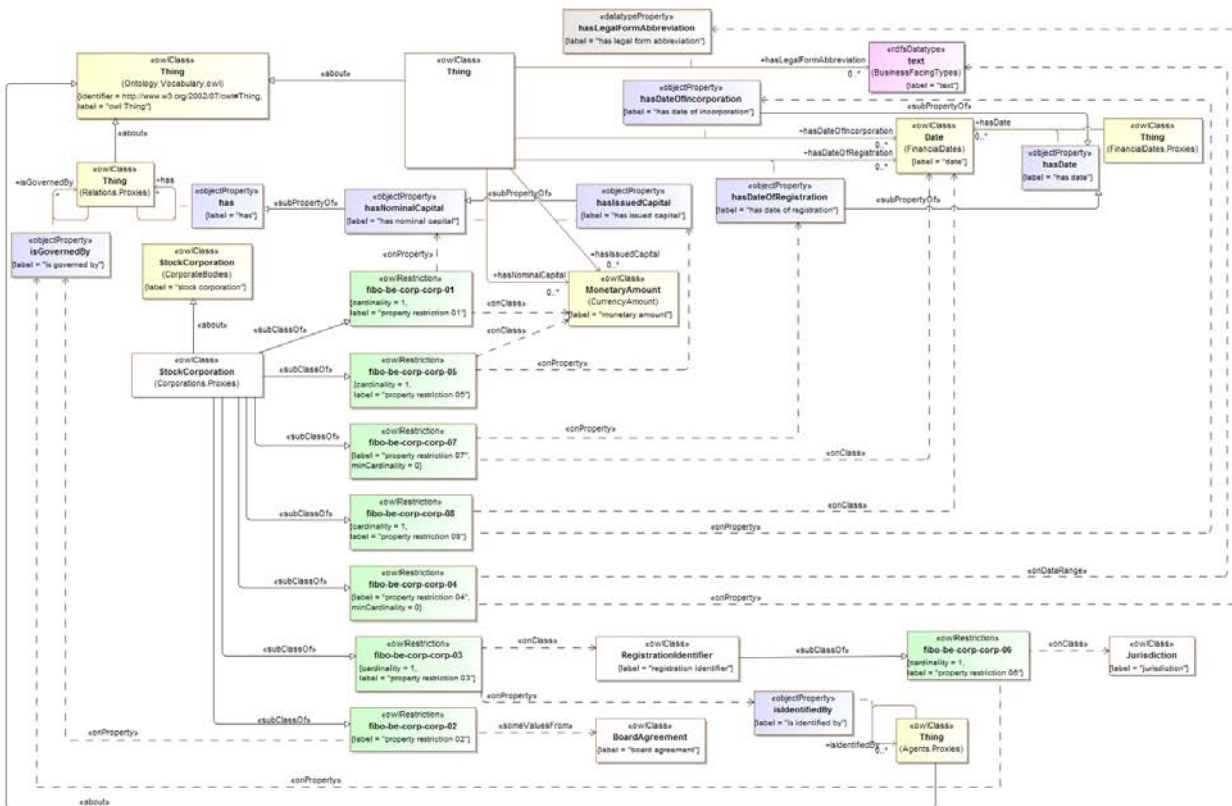 «datatypeProperty»
hasLegalFormAbbreviation
{label = "has legal form abbreviation"}
«owlClass»
Thing
(Ontology Vocabulary.owl)
{identifier = http://www.w3.org/2002/07/owl#Thing,
label = "owl:Thing"}
«about»
«owlClass»
Thing
+hasLegalFormAbbreviation
0..*
«rdfsDatatype»
text
(BusinessFacingTypes)
{label = "text"}
«objectProperty»
hasDateOfIncorporation
{label = "has date of incorporation"}
«subPropertyOf»
+hasDateOfIncorporation
0..*
+hasDateOfRegistration
0..*
«owlClass»
Date
(FinancialDates)
{label = "date"}
+hasDate
0..*
«owlClass»
Thing
(FinancialDates.Proxies)
«objectProperty»
hasDate
{label = "has date"}
«about»
«owlClass»
Thing
(Relations.Proxies)
+isGovernedBy
*
+has
*
«objectProperty»
has
{label = "has"}
«subPropertyOf»
«objectProperty»
hasNominalCapital
{label = "has nominal capital"}
«subPropertyOf»
«objectProperty»
hasIssuedCapital
{label = "has issued capital"}
«objectProperty»
hasDateOfRegistration
{label = "has date of registration"}
«subPropertyOf»
«objectProperty»
isGovernedBy
{label = "is governed by"}
«owlClass»
StockCorporation
(CorporateBodies)
{label = "stock corporation"}
«onProperty»
+hasIssuedCapital
0..*
+hasNominalCapital
0..*
«owlClass»
MonetaryAmount
(CurrencyAmount)
{label = "monetary amount"}
«owlRestriction»
fibo-be-corp-corp-01
{cardinality = 1,
label = "property restriction 01"}
«onClass»
«onClass»
«about»
«subClassOf»
«owlClass»
StockCorporation
(Corporations.Proxies)
«subClassOf»
«owlRestriction»
fibo-be-corp-corp-05
{cardinality = 1,
label = "property restriction 05"}
«onProperty»
«subClassOf»
«owlRestriction»
fibo-be-corp-corp-07
{label = "property restriction 07",
minCardinality = 0}
«onProperty»
«onClass»
«subClassOf»
«owlRestriction»
fibo-be-corp-corp-08
{cardinality = 1,
label = "property restriction 08"}
«onClass»
«onProperty»
«subClassOf»
«owlRestriction»
fibo-be-corp-corp-04
{label = "property restriction 04",
minCardinality = 0}
«onDataRange»
«onProperty»
«subClassOf»
«owlRestriction»
fibo-be-corp-corp-03
{cardinality = 1,
label = "property restriction 03"}
«onClass»
«owlClass»
RegistrationIdentifier
{label = "registration identifier"}
«subClassOf»
«owlRestriction»
fibo-be-corp-corp-06
{cardinality = 1,
label = "property restriction 06"}
«onClass»
«owlClass»
Jurisdiction
{label = "jurisdiction"}
«onProperty»
«objectProperty»
isIdentifiedBy
{label = "is identified by"}
«subClassOf»
«owlRestriction»
fibo-be-corp-corp-02
{label = "property restriction 02"}
«onProperty»
«someValuesFrom»
«owlClass»
BoardAgreement
{label = "board agreement"}
+isIdentifiedBy
0..*
«owlClass»
Thing
(Agents.Proxies)
«onProperty»
«about»